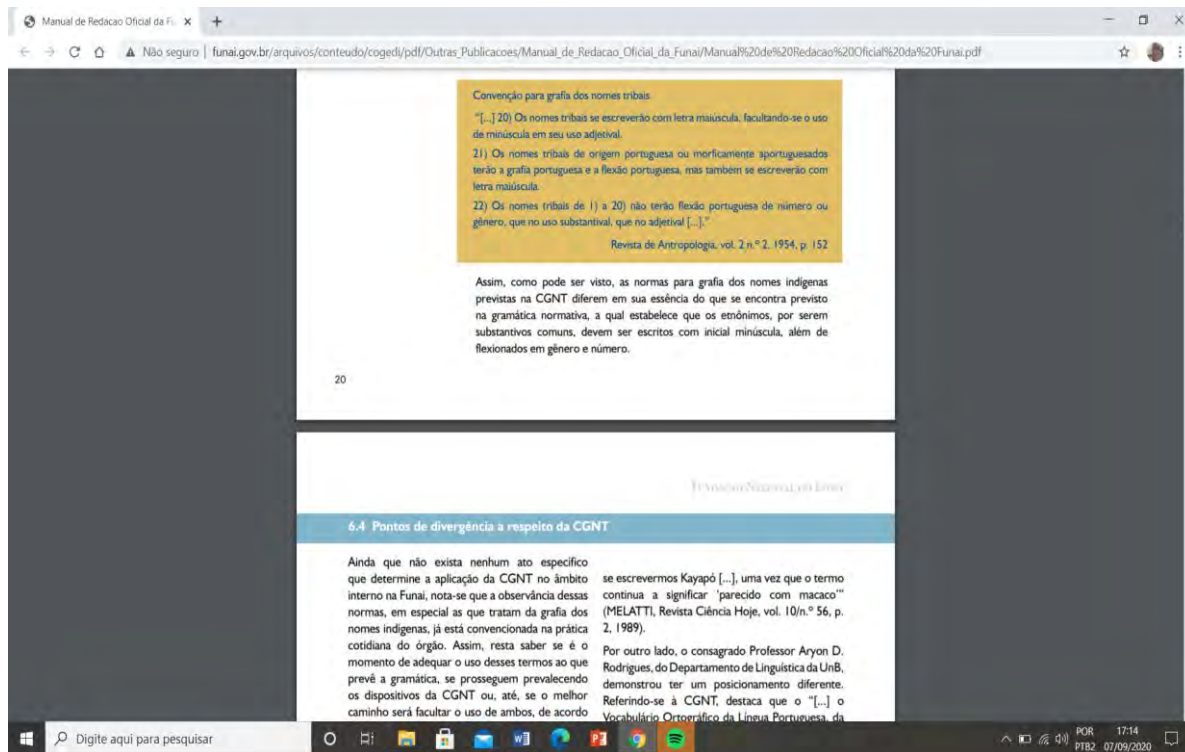 Manual de Redacao Oficial da F
Não seguro | funai.gov.br/arquivos/conteudo/cogedi/pdf/Outras_Publicacoes/Manual_de_Redacao_Oficial_da_Funai/Manual%20de%20Redacao%20Oficial%20da%20Funai.pdf
Convenção para grafia dos nomes tribais
"[...] 20) Os nomes tribais se escreverão com letra maiúscula, facultando-se o uso
de minúscula em seu uso adjetival.
21) Os nomes tribais de origem portuguesa ou morficamente aportuguesados
terão a grafia portuguesa e a flexão portuguesa, mas também se escreverão com
letra maiúscula.
22) Os nomes tribais de 1) a 20) não terão flexão portuguesa de número ou
gênero, que no uso substantival, que no adjetival [...]."
Revista de Antropologia, vol. 2 n.º 2, 1954, p. 152
Assim, como pode ser visto, as normas para grafia dos nomes indígenas
previstas na CGNT diferem em sua essência do que se encontra previsto
na gramática normativa, a qual estabelece que os etnônimos, por serem
substantivos comuns, devem ser escritos com inicial minúscula, além de
flexionados em gênero e número.
20
Fundação Nacional do Índio
6.4 Pontos de divergência a respeito da CGNT
Ainda que não exista nenhum ato específico
que determine a aplicação da CGNT no âmbito
interno na Funai, nota-se que a observância dessas
normas, em especial as que tratam da grafia dos
nomes indígenas, já está convencionada na prática
cotidiana do órgão. Assim, resta saber se é o
momento de adequar o uso desses termos ao que
prevê a gramática, se prosseguem prevalecendo
os dispositivos da CGNT ou, até, se o melhor
caminho será facultar o uso de ambos, de acordo
se escrevermos Kayapó [...], uma vez que o termo
continua a significar 'parecido com macaco'"
(MELATTI, Revista Ciência Hoje, vol. 10/n.º 56, p.
2, 1989).
Por outro lado, o consagrado Professor Aryon D.
Rodrigues, do Departamento de Linguística da UnB,
demonstrou ter um posicionamento diferente.
Referindo-se à CGNT, destaca que o "[...] o
Vocabulário Ortográfico da Língua Portuguesa, da
Digite aqui para pesquisar
POR
PTB2
17:14
07/09/2020